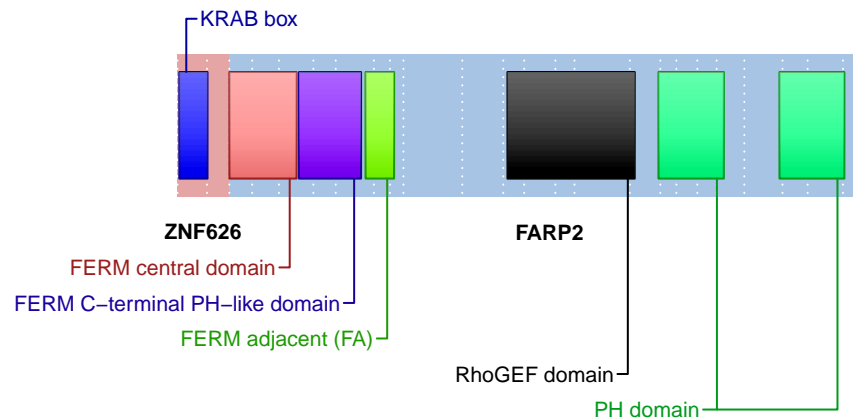 KRAB box
ZNF626
FARP2
FERM central domain
FERM C−terminal PH−like domain
FERM adjacent (FA)
RhoGEF domain
PH domain